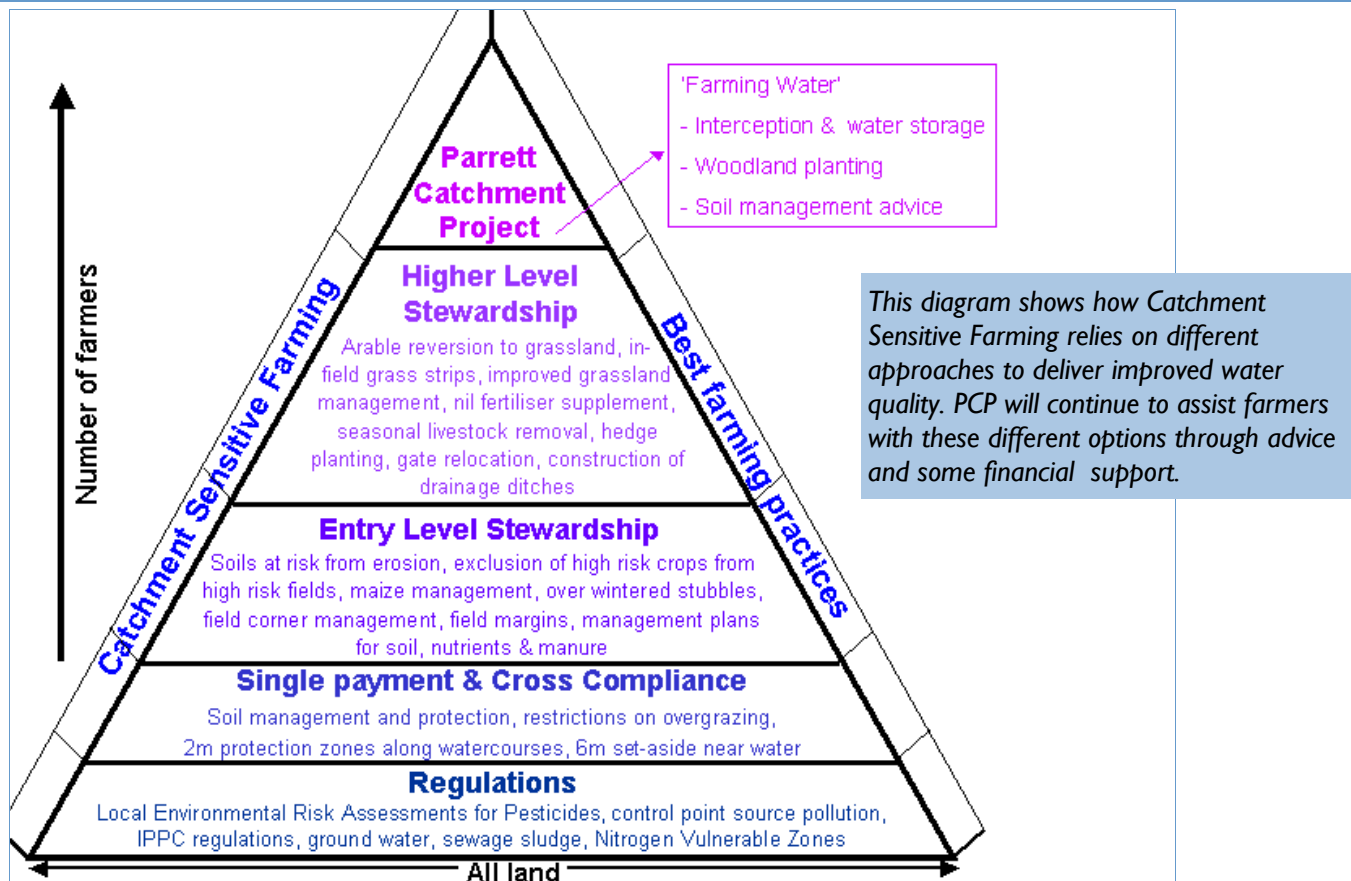 Number of farmers
Catchment Sensitive Farming
Best farming practices
Parrett
Catchment
Project
'Farming Water'
- Interception & water storage
- Woodland planting
- Soil management advice
Higher Level
Stewardship
Arable reversion to grassland, in-
field grass strips, improved grassland
management, nil fertiliser supplement,
seasonal livestock removal, hedge
planting, gate relocation, construction of
drainage ditches
This diagram shows how Catchment
Sensitive Farming relies on different
approaches to deliver improved water
quality. PCP will continue to assist farmers
with these different options through advice
and some financial support.
Entry Level Stewardship
Soils at risk from erosion, exclusion of high risk crops from
high risk fields, maize management, over wintered stubbles,
field corner management, field margins, management plans
for soil, nutrients & manure
Single payment & Cross Compliance
Soil management and protection, restrictions on overgrazing,
2m protection zones along watercourses, 6m set-aside near water
Regulations
Local Environmental Risk Assessments for Pesticides, control point source pollution,
IPPC regulations, ground water, sewage sludge, Nitrogen Vulnerable Zones
All land